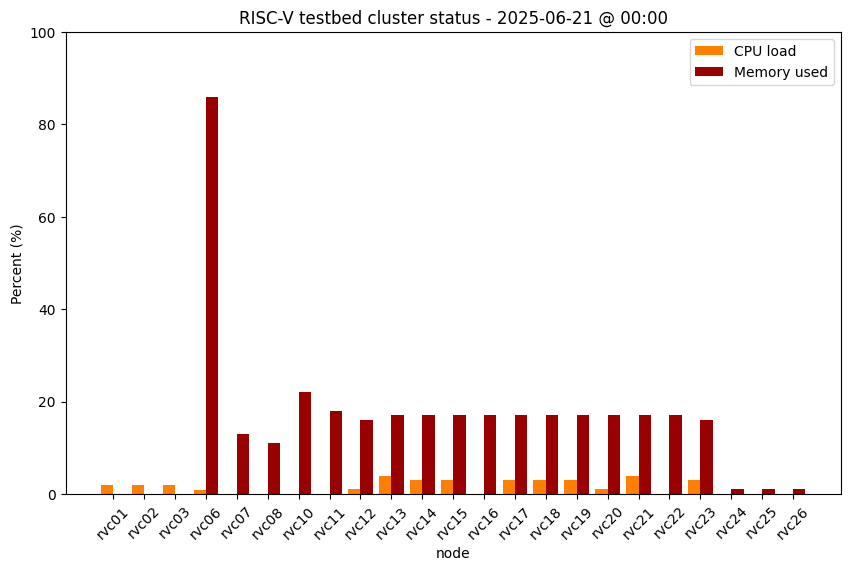 RISC-V testbed cluster status - 2025-06-21 @ 00:00
CPU load
Memory used
Percent (%)
100
80
60
40
20
0
rvc01 rvc02 rvc03 rvc06 rvc07 rvc08 rvc10 rvc11 rvc12 rvc13 rvc14 rvc15 rvc16 rvc17 rvc18 rvc19 rvc20 rvc21 rvc22 rvc23 rvc24 rvc25 rvc26
node